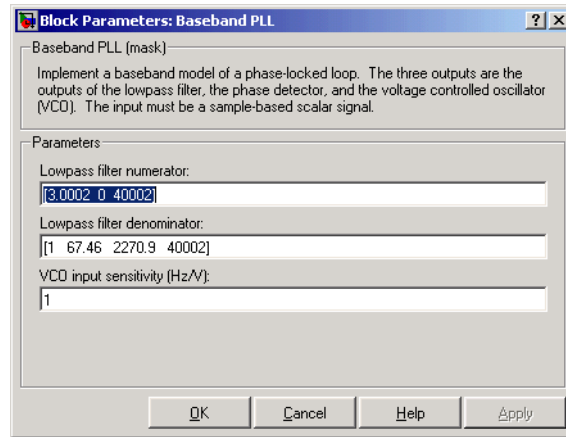 Block Parameters: Baseband PLL
Baseband PLL (mask)
Implement a baseband model of a phase-locked loop. The three outputs are the
outputs of the lowpass filter, the phase detector, and the voltage controlled oscillator
(VCO). The input must be a sample-based scalar signal.
Parameters
Lowpass filter numerator:
[3.0002 0 40002]
Lowpass filter denominator:
[1 67.46 2270.9 40002]
VCO input sensitivity (Hz/V):
1
OK Cancel Help Apply